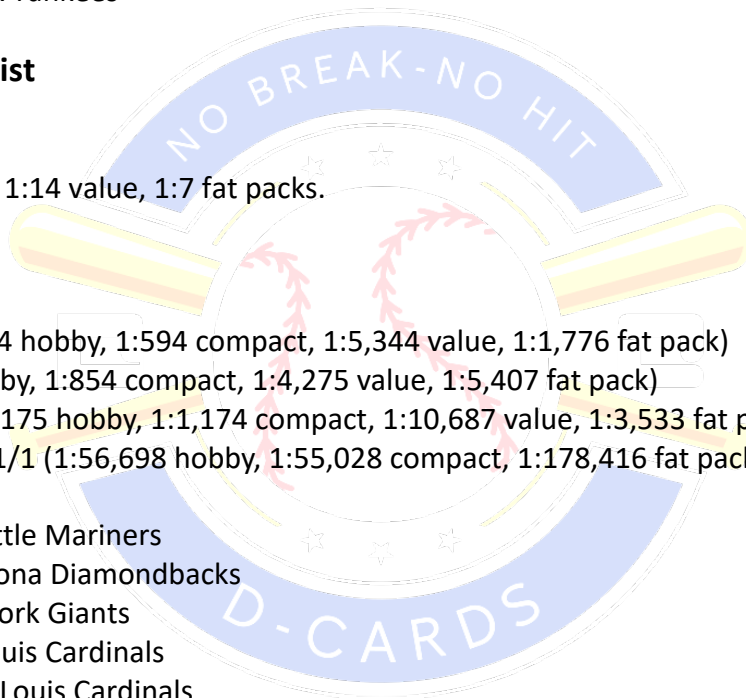 Yankees
ist
NO BREAK-NO HIT
1:14 value, 1:7 fat packs.
4 hobby, 1:594 compact, 1:5,344 value, 1:1,776 fat pack)
by, 1:854 compact, 1:4,275 value, 1:5,407 fat pack)
175 hobby, 1:1,174 compact, 1:10,687 value, 1:3,533 fat p
1/1 (1:56,698 hobby, 1:55,028 compact, 1:178,416 fat pack
ttle Mariners
ona Diamondbacks
ork Giants
uis Cardinals
Louis Cardinals
D-CARDS